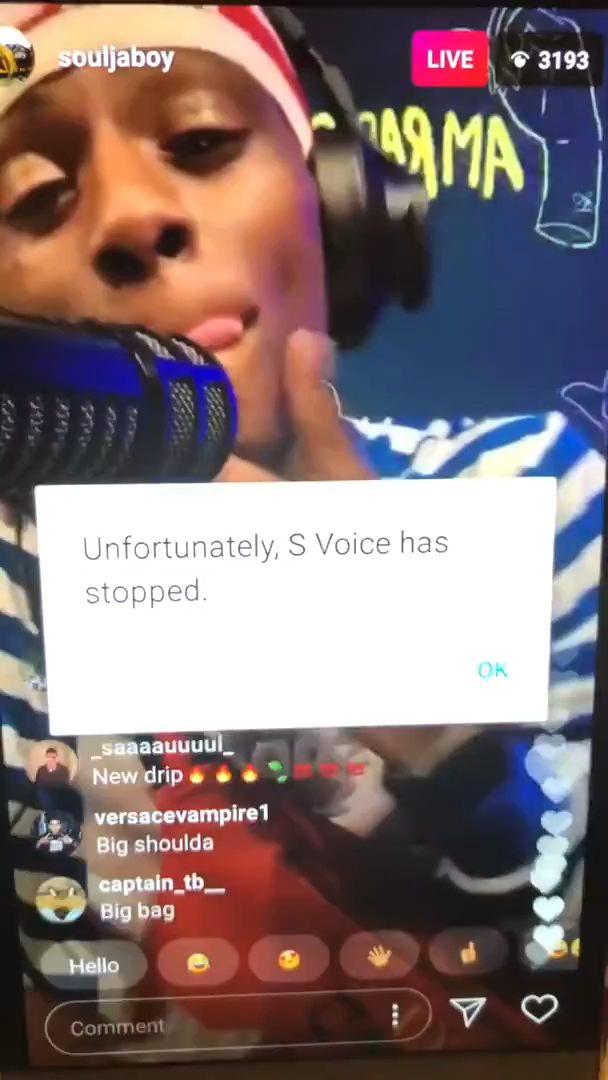 souljaboy
LIVE
3193
Unfortunately, S Voice has
stopped.
OK
_saaaauuuul_
New drip🔥🔥🔥
versacevampire1
Big shoulda
captain_tb__
Big bag
Hello
Comment